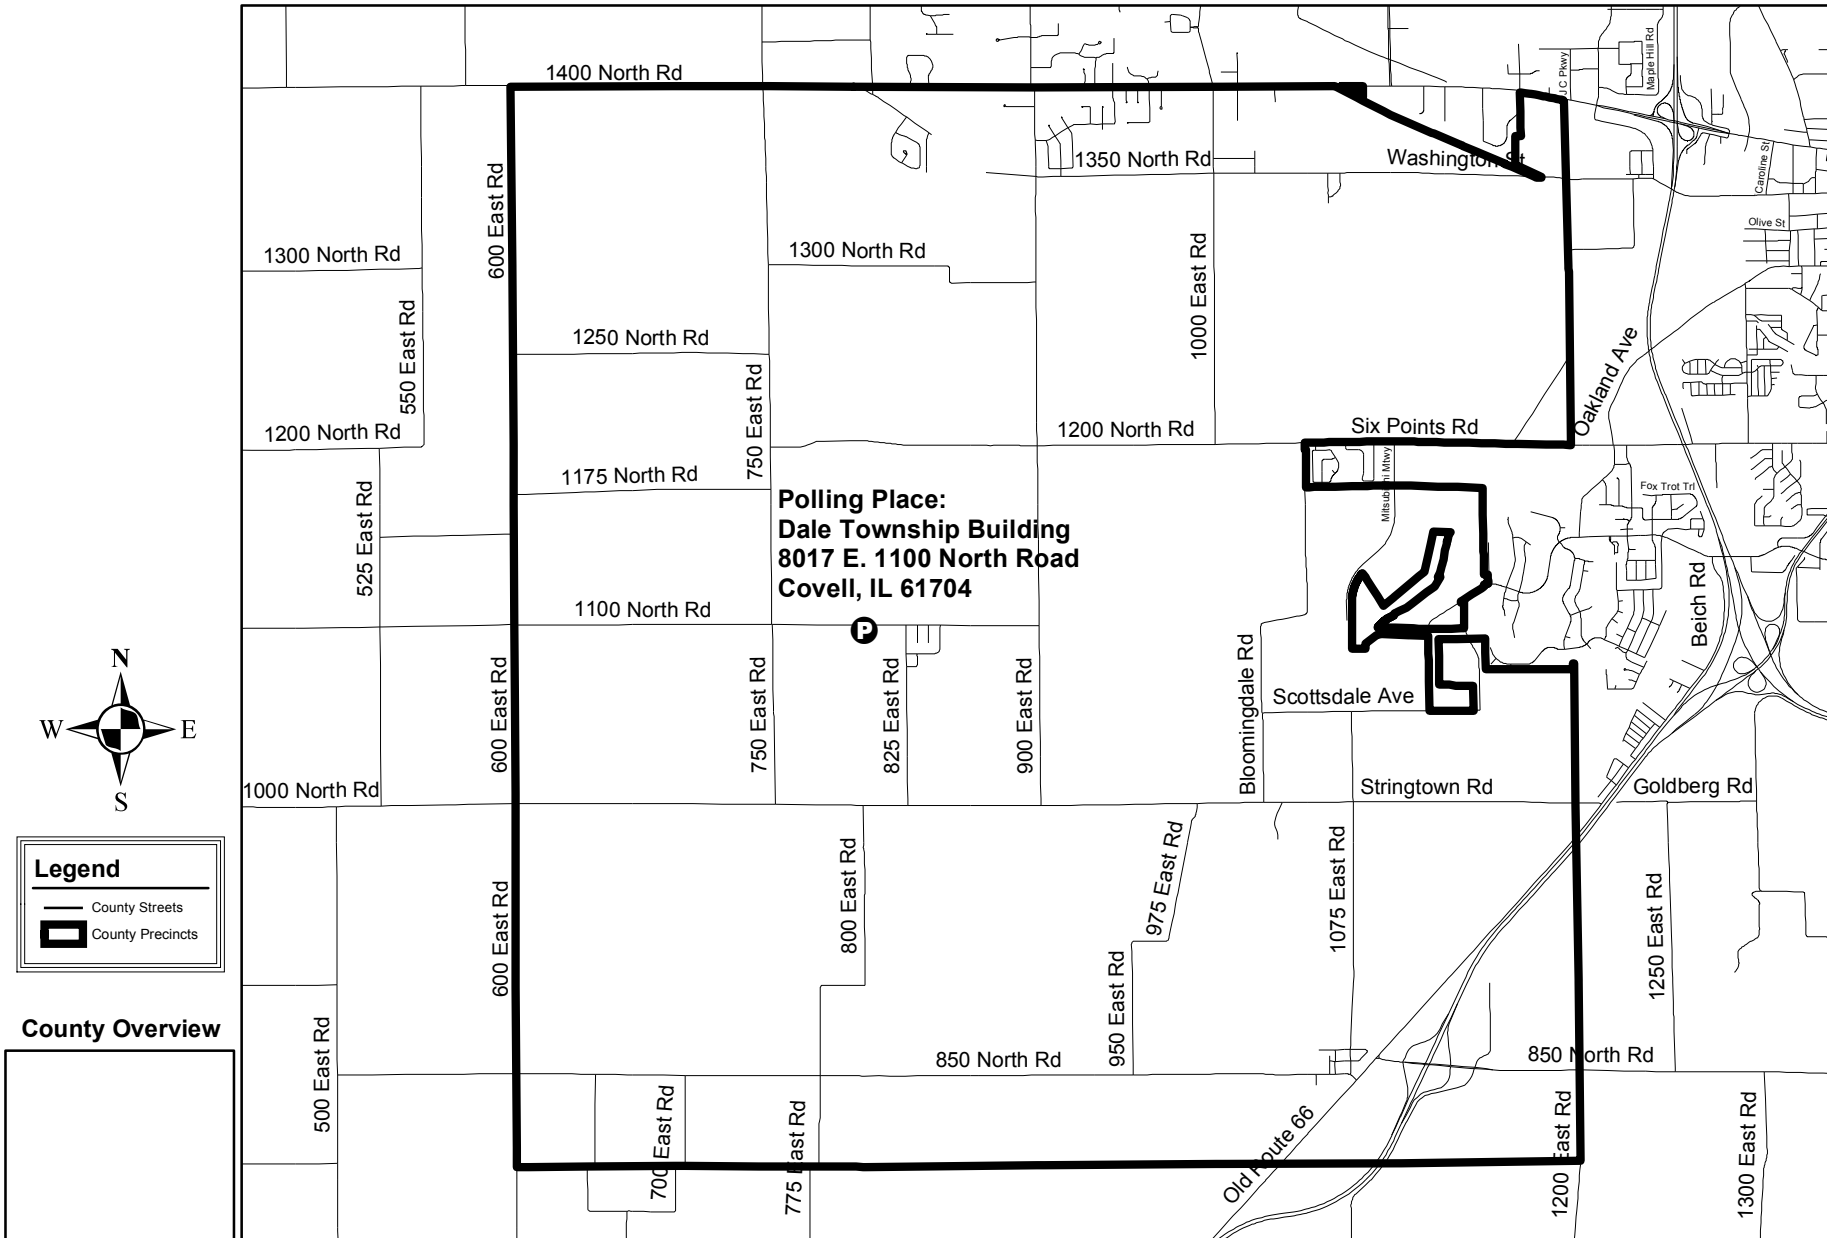 1400 North Rd
JC Pkwy
Maple Hill Rd
1350 North Rd
Washington St
Caroline St
600 East Rd
Olive St
1300 North Rd
1300 North Rd
1000 East Rd
550 East Rd
1250 North Rd
Oakland Ave
750 East Rd
1200 North Rd
1200 North Rd
Six Points Rd
1175 North Rd
Mitsubishi Mtwy
Fox Trot Trl
525 East Rd
Polling Place:
Dale Township Building
8017 E. 1100 North Road
Covell, IL 61704
1100 North Rd
P
Beich Rd
N
W
E
S
600 East Rd
750 East Rd
825 East Rd
900 East Rd
Bloomingdale Rd
Scottsdale Ave
1000 North Rd
Stringtown Rd
Goldberg Rd
Legend
County Streets
County Precincts
600 East Rd
800 East Rd
975 East Rd
1075 East Rd
1250 East Rd
950 East Rd
County Overview
500 East Rd
850 North Rd
850 North Rd
700 East Rd
775 East Rd
Old Route 66
1200 East Rd
1300 East Rd